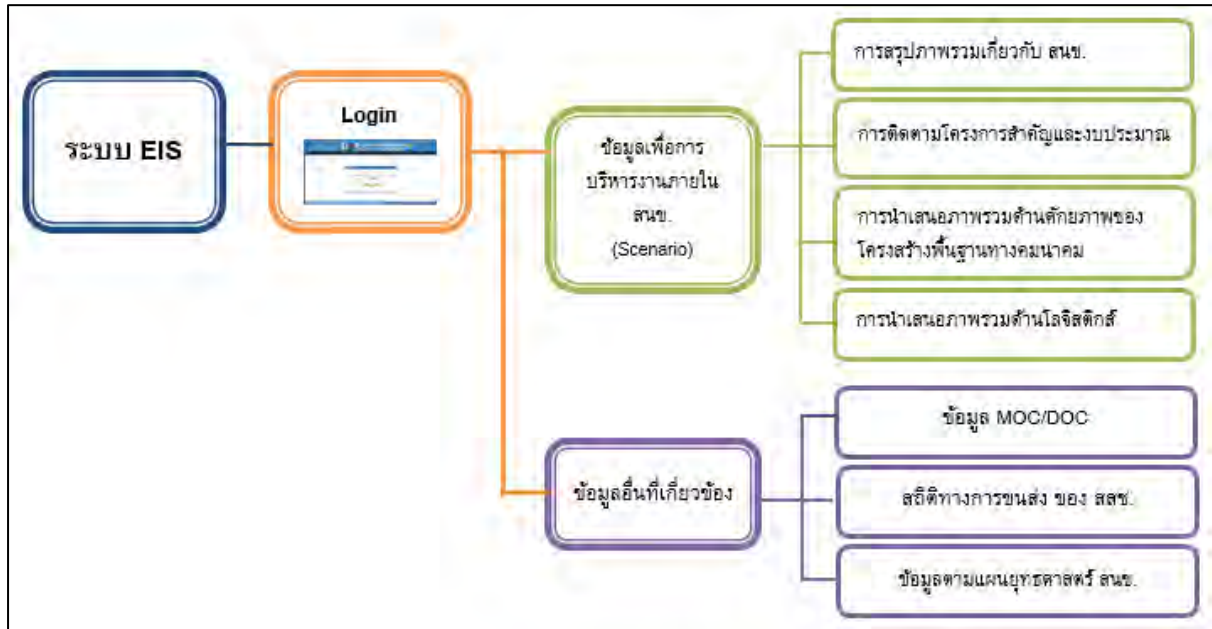 ระบบ EIS
Login
ข้อมูลเพื่อการ
บริหารงานภายใน
สนข.
(Scenario)
การสรุปภาพรวมเกี่ยวกับ สนข.
การติดตามโครงการสำคัญและงบประมาณ
การนำเสนอภาพรวมด้านศักยภาพของ
โครงสร้างพื้นฐานทางคมนาคม
การนำเสนอภาพรวมด้านโลจิสติกส์
ข้อมูลอื่นที่เกี่ยวข้อง
ข้อมูล MOC/DOC
สถิติทางการขนส่ง ของ สสช.
ข้อมูลตามแผนยุทธศาสตร์ สนข.